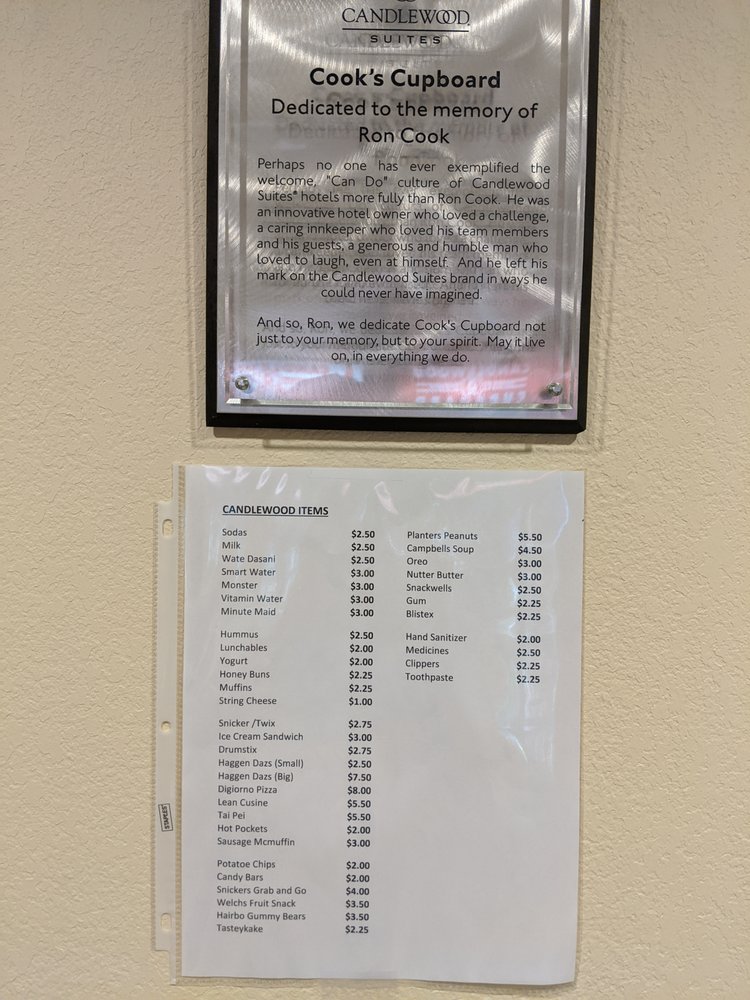 CANDLEWOOD
SUITES
Cook's Cupboard
Dedicated to the memory of
Ron Cook
Perhaps no one has ever exemplified the
welcome, "Can Do" culture of Candlewood
Suites® hotels more fully than Ron Cook. He was
an innovative hotel owner who loved a challenge,
a caring innkeeper who loved his team members
and his guests, a generous and humble man who
loved to laugh, even at himself. And he left his
mark on the Candlewood Suites brand in ways he
could never have imagined.
And so, Ron, we dedicate Cook's Cupboard not
just to your memory, but to your spirit. May it live
on, in everything we do.
CANDLEWOOD ITEMS
Sodas $2.50
Milk $2.50
Wate Dasani $2.50
Smart Water $3.00
Monster $3.00
Vitamin Water $3.00
Minute Maid $3.00
Hummus $2.50
Lunchables $2.00
Yogurt $2.00
Honey Buns $2.25
Muffins $2.25
String Cheese $1.00
Snicker /Twix $2.75
Ice Cream Sandwich $3.00
Drumstix $2.75
Haggen Dazs (Small) $2.50
Haggen Dazs (Big) $7.50
Digiorno Pizza $8.00
Lean Cusine $5.50
Tai Pei $5.50
Hot Pockets $2.00
Sausage Mcmuffin $3.00
Potatoe Chips $2.00
Candy Bars $2.00
Snickers Grab and Go $4.00
Welchs Fruit Snack $3.50
Hairbo Gummy Bears $3.50
Tasteykake $2.25
Planters Peanuts $5.50
Campbells Soup $4.50
Oreo $3.00
Nutter Butter $3.00
Snackwells $2.50
Gum $2.25
Blistex $2.25
Hand Sanitizer $2.00
Medicines $2.50
Clippers $2.25
Toothpaste $2.25
STAPLES